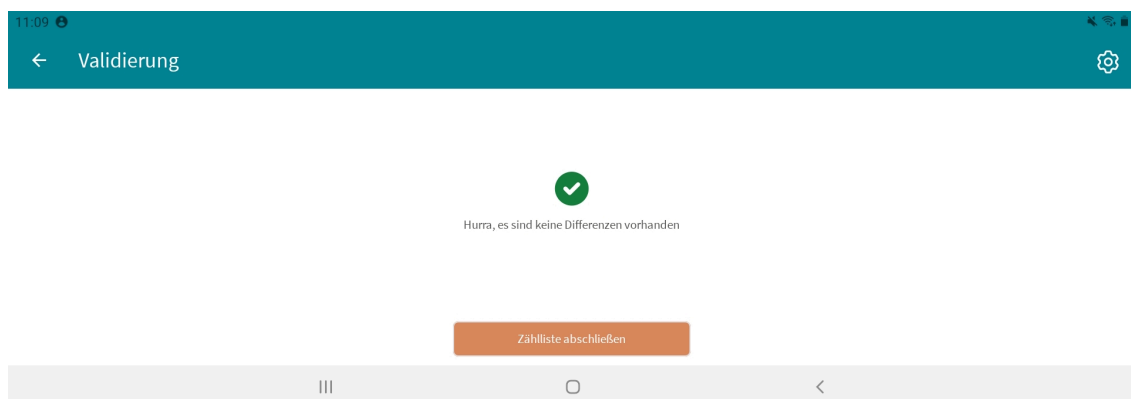 11:09
Validierung
Hurra, es sind keine Differenzen vorhanden
Zählliste abschließen